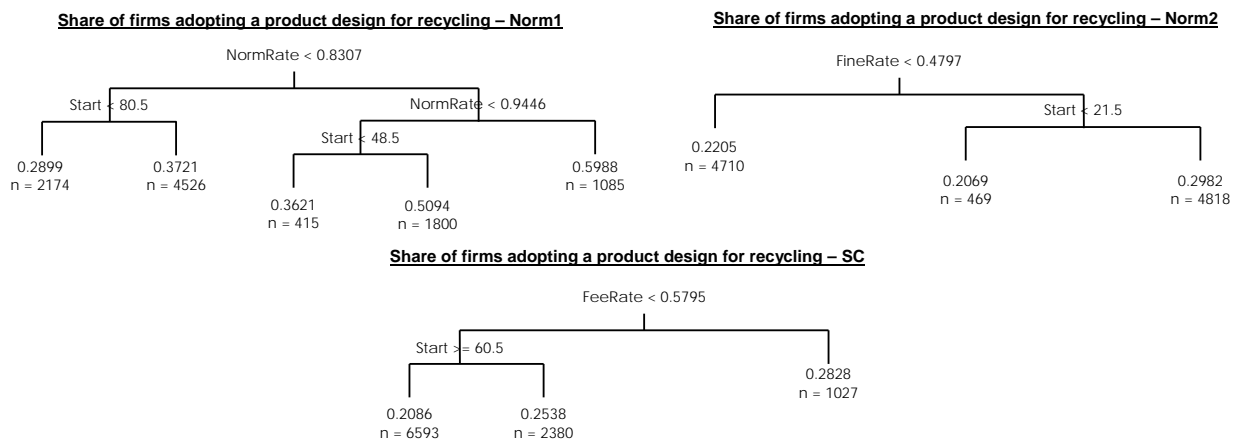 Share of firms adopting a product design for recycling – Norm1
NormRate < 0.8307
Start < 80.5
NormRate < 0.9446
Start < 48.5
0.2899
n = 2174
0.3721
n = 4526
0.3621
n = 415
0.5094
n = 1800
0.5988
n = 1085
Share of firms adopting a product design for recycling – Norm2
FineRate < 0.4797
Start < 21.5
0.2205
n = 4710
0.2069
n = 469
0.2982
n = 4818
Share of firms adopting a product design for recycling – SC
FeeRate < 0.5795
Start >= 60.5
0.2086
n = 6593
0.2538
n = 2380
0.2828
n = 1027